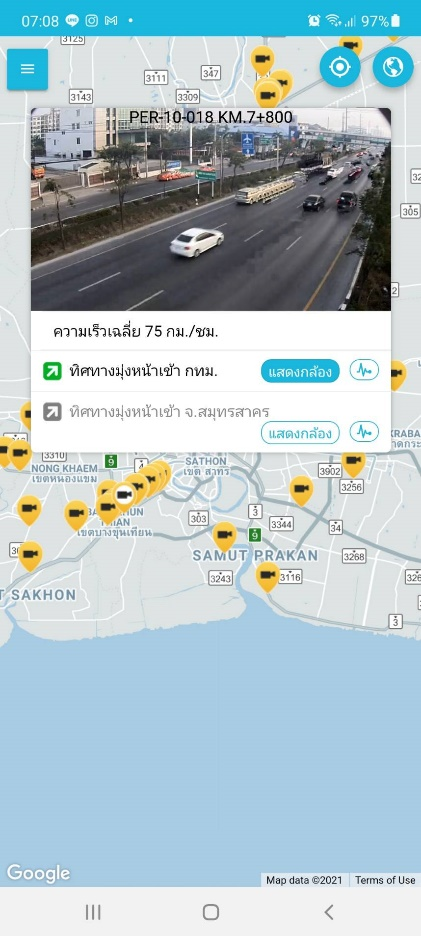 07:08
97%
3125
3111
347
3143
3309
PER-10-018 KM.7+800
305
ความเร็วเฉลี่ย 75 กม./ชม.
ทิศทางมุ่งหน้าเข้า กทม.
แสดงกล้อง
ทิศทางมุ่งหน้าเข้า จ.สมุทรสาคร
แสดงกล้อง
3310
9
SATHON
เขต สาทร
NONG KHAEM
เขตหนองแขม
3902
3256
เขตบางขุนเทียน
303
3
3344
34
9
SAMUT PRAKAN
3268
3243
3116
T SAKHON
3
Google
Map data ©2021
Terms of Use